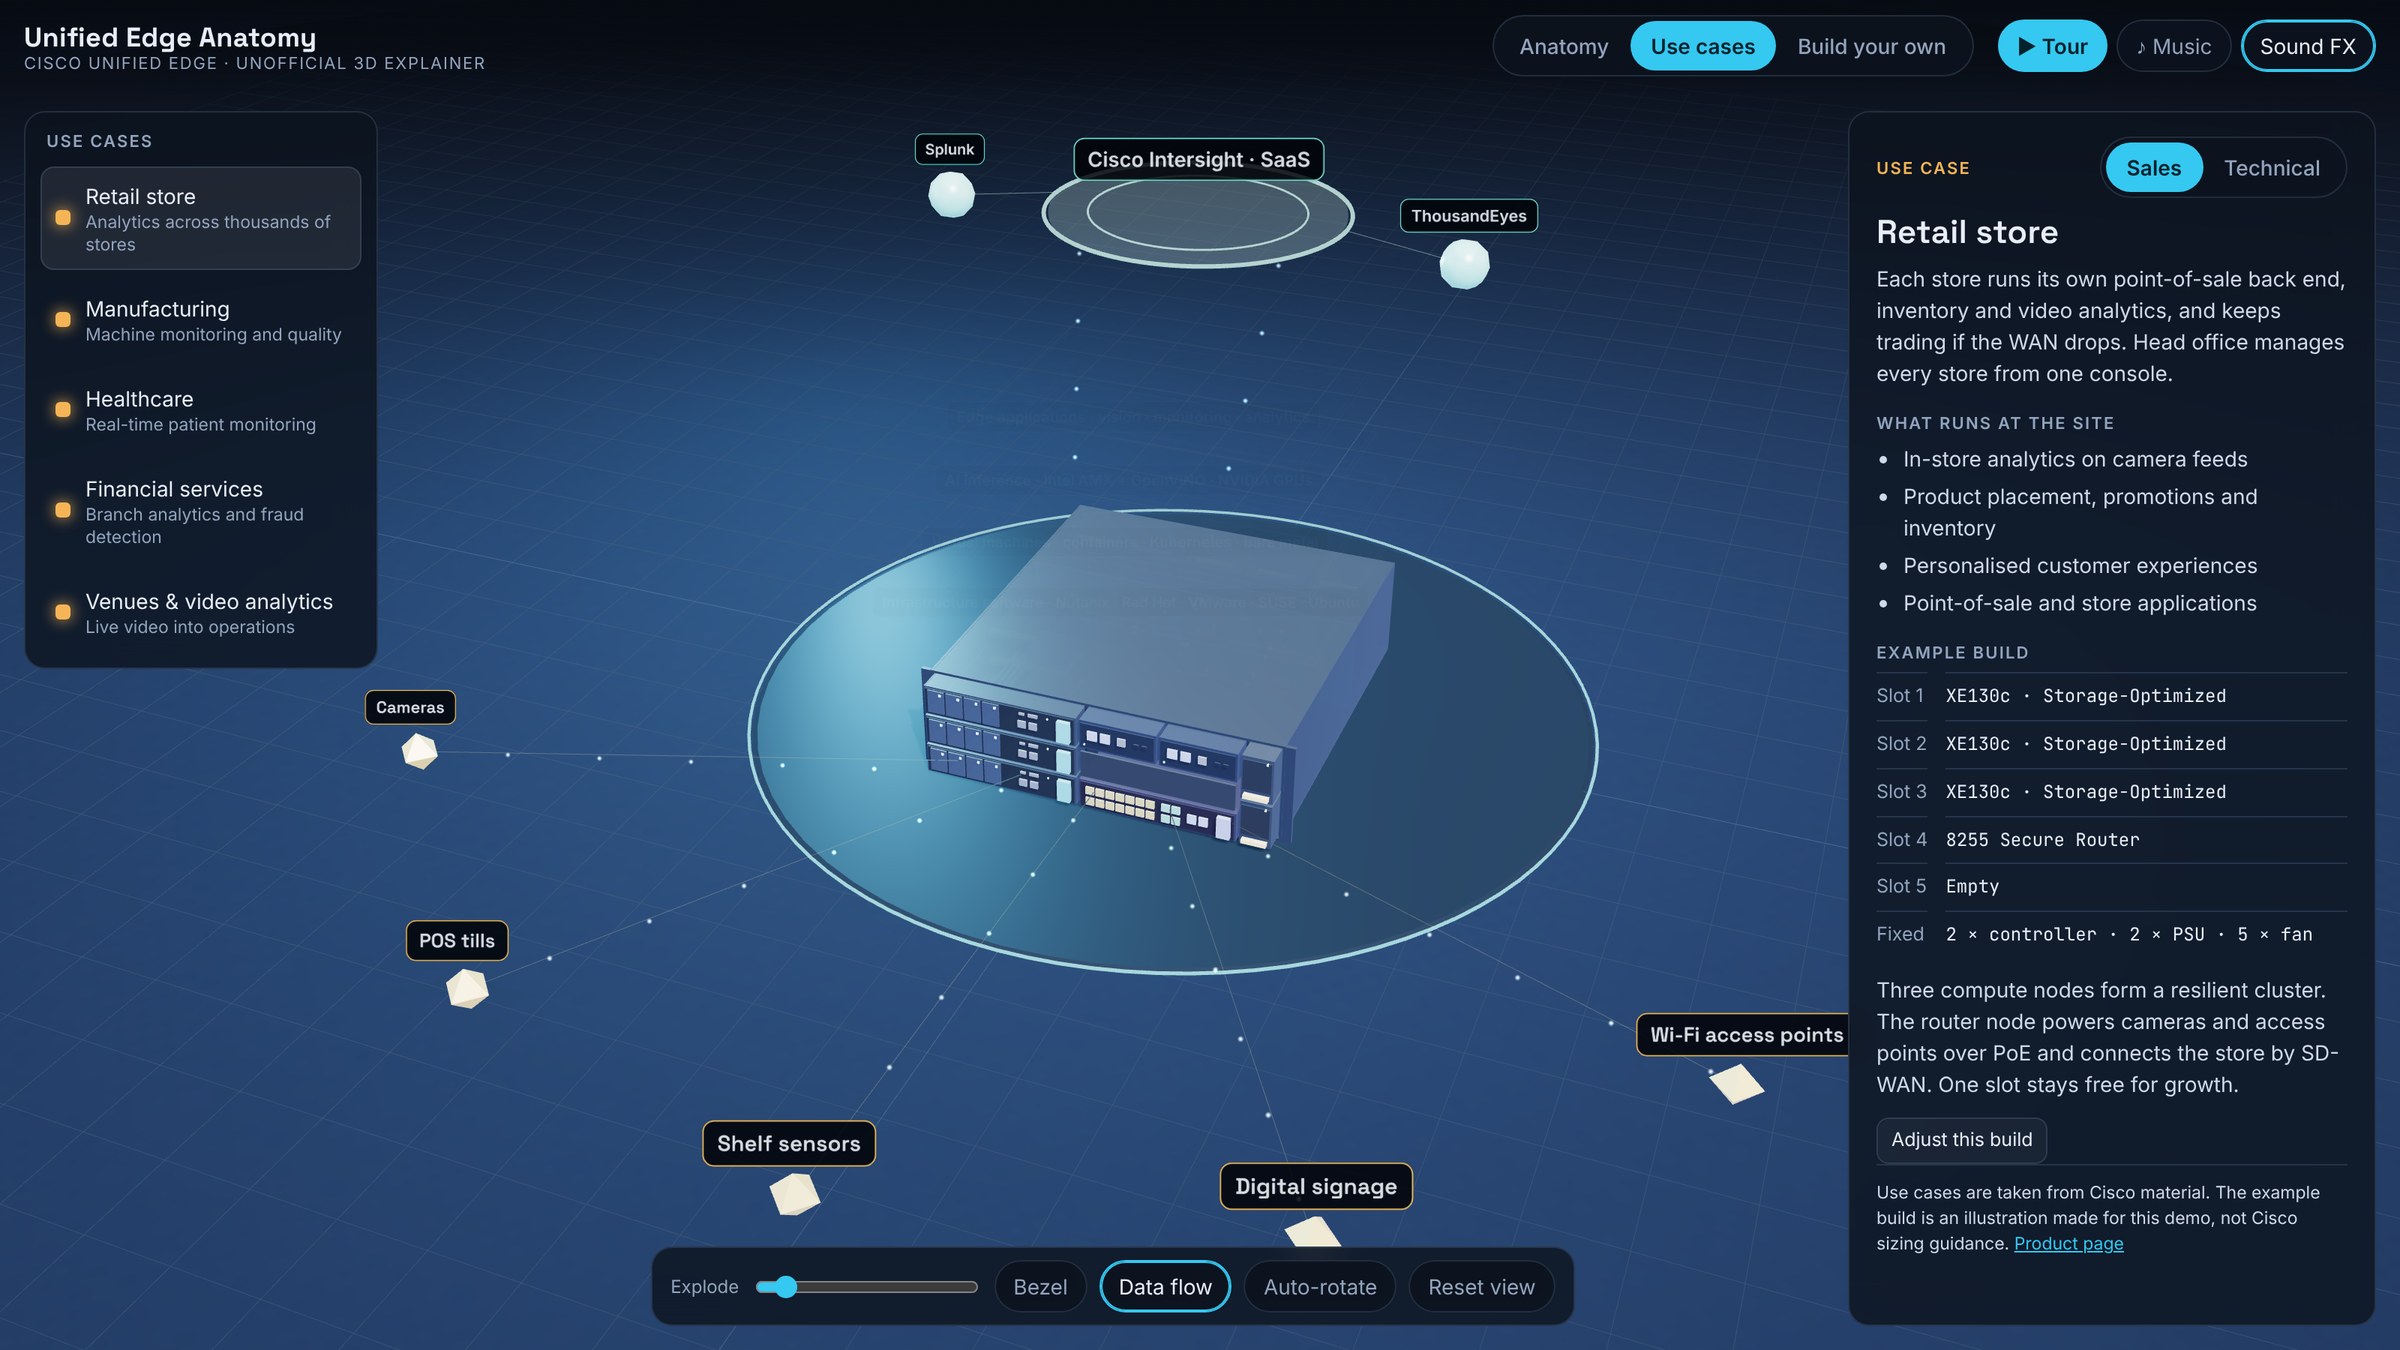 Unified Edge Anatomy
CISCO UNIFIED EDGE · UNOFFICIAL 3D EXPLAINER
Anatomy
Use cases
Build your own
▶ Tour
♪ Music
Sound FX
USE CASES
Retail store
Analytics across thousands of
stores
Manufacturing
Machine monitoring and quality
Healthcare
Real-time patient monitoring
Financial services
Branch analytics and fraud
detection
Venues & video analytics
Live video into operations
Splunk
Cisco Intersight · SaaS
ThousandEyes
Cameras
POS tills
Shelf sensors
Digital signage
Wi-Fi access points
Explode
Bezel
Data flow
Auto-rotate
Reset view
USE CASE
Sales
Technical
Retail store
Each store runs its own point-of-sale back end,
inventory and video analytics, and keeps
trading if the WAN drops. Head office manages
every store from one console.
WHAT RUNS AT THE SITE
• In-store analytics on camera feeds
• Product placement, promotions and
inventory
• Personalised customer experiences
• Point-of-sale and store applications
EXAMPLE BUILD
Slot 1 XE130c · Storage-Optimized
Slot 2 XE130c · Storage-Optimized
Slot 3 XE130c · Storage-Optimized
Slot 4 8255 Secure Router
Slot 5 Empty
Fixed 2 × controller · 2 × PSU · 5 × fan
Three compute nodes form a resilient cluster.
The router node powers cameras and access
points over PoE and connects the store by SD-
WAN. One slot stays free for growth.
Adjust this build
Use cases are taken from Cisco material. The example
build is an illustration made for this demo, not Cisco
sizing guidance. Product page